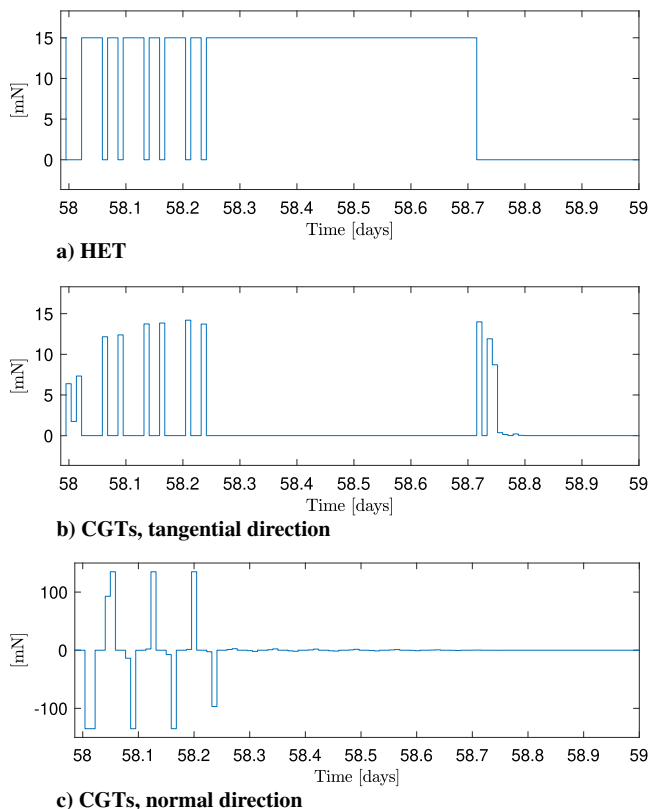 15
10
5
0
[mN]
58 58.1 58.2 58.3 58.4 58.5 58.6 58.7 58.8 58.9 59
Time [days]
a) HET
15
10
5
0
[mN]
58 58.1 58.2 58.3 58.4 58.5 58.6 58.7 58.8 58.9 59
Time [days]
b) CGTs, tangential direction
100
0
-100
[mN]
58 58.1 58.2 58.3 58.4 58.5 58.6 58.7 58.8 58.9 59
Time [days]
c) CGTs, normal direction